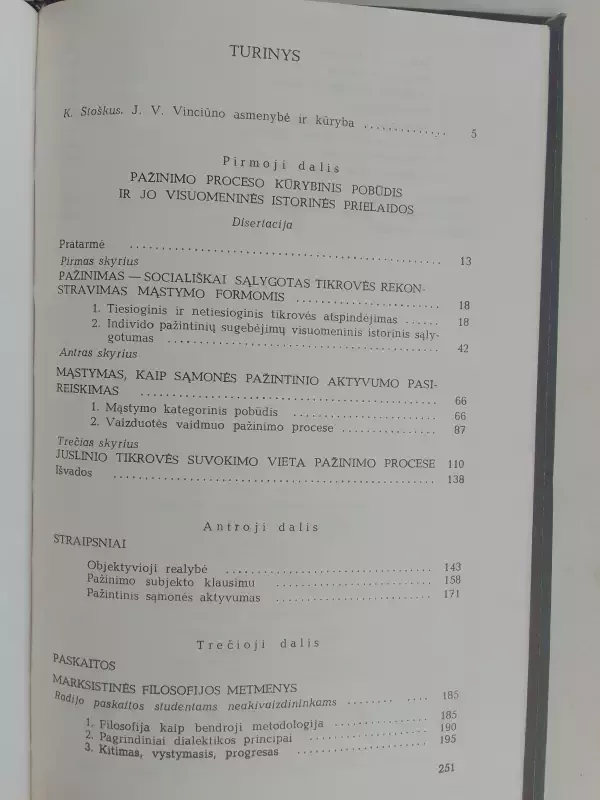 TURINYS
K. Stoškus. J. V. Vinciūno asmenybė ir kūryba .............. 5
Pirmoji dalis
PAŽINIMO PROCESO KŪRYBINIS POBŪDIS
IR JO VISUOMENINĖS ISTORINĖS PRIELAIDOS
Disertacija
Pratarmė .............. 13
Pirmas skyrius
PAŽINIMAS — SOCIALIŠKAI SĄLYGOTAS TIKROVĖS REKON-
STRAVIMAS MĄSTYMO FORMOMIS .............. 18
1. Tiesioginis ir netiesioginis tikrovės atspindėjimas ...... 18
2. Individo pažintinių sugebėjimų visuomeninis istorinis sąly-
gotumas .............. 42
Antras skyrius
MĄSTYMAS, KAIP SĄMONĖS PAŽINTINIO AKTYVUMO PASI-
REIŠKIMAS .............. 66
1. Mąstymo kategorinis pobūdis .............. 66
2. Vaizduotės vaidmuo pažinimo procese .............. 87
Trečias skyrius
JUSLINIO TIKROVĖS SUVOKIMO VIETA PAŽINIMO PROCESE 110
Išvados .............. 138
Antroji dalis
STRAIPSNIAI
Objektyvioji realybė .............. 143
Pažinimo subjekto klausimu .............. 158
Pažintinis sąmonės aktyvumas .............. 171
Trečioji dalis
PASKAITOS
MARKSISTINĖS FILOSOFIJOS METMENYS
Radijo paskaitos studentams neakivaizdininkams .............. 185
1. Filosofija kaip bendroji metodologija .............. 185
2. Pagrindiniai dialektikos principai .............. 190
3. Kitimas, vystymasis, progresas .............. 195
251